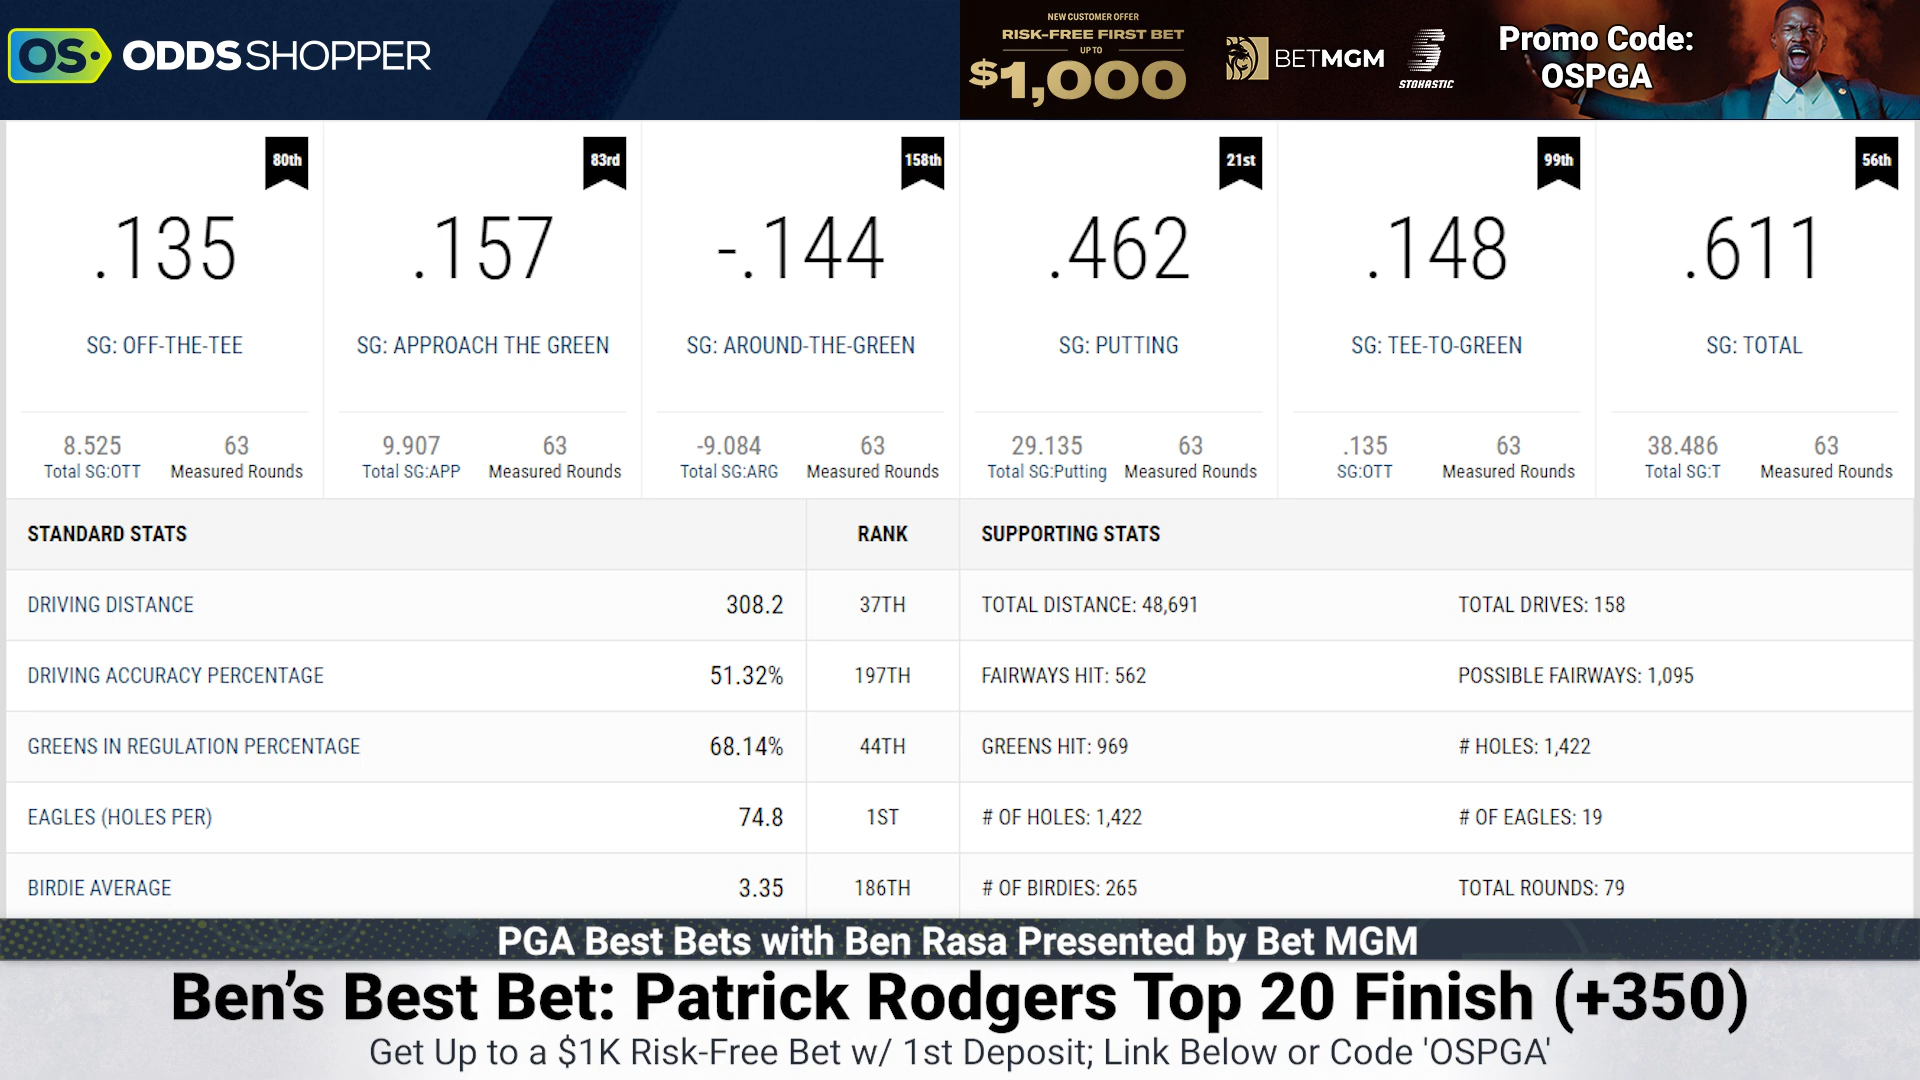 OS. ODDSSHOPPER
NEW CUSTOMER OFFER
RISK-FREE FIRST BET
UP TO
$1,000
BETMGM
STOKASTIC
Promo Code:
OSPGA
80th
.135
SG: OFF-THE-TEE
8.525 63
Total SG:OTT Measured Rounds
83rd
.157
SG: APPROACH THE GREEN
9.907 63
Total SG:APP Measured Rounds
158th
-.144
SG: AROUND-THE-GREEN
-9.084 63
Total SG:ARG Measured Rounds
21st
.462
SG: PUTTING
29.135 63
Total SG:Putting Measured Rounds
99th
.148
SG: TEE-TO-GREEN
.135 63
SG:OTT Measured Rounds
56th
.611
SG: TOTAL
38.486 63
Total SG:T Measured Rounds
STANDARD STATS RANK SUPPORTING STATS
DRIVING DISTANCE 308.2 37TH TOTAL DISTANCE: 48,691 TOTAL DRIVES: 158
DRIVING ACCURACY PERCENTAGE 51.32% 197TH FAIRWAYS HIT: 562 POSSIBLE FAIRWAYS: 1,095
GREENS IN REGULATION PERCENTAGE 68.14% 44TH GREENS HIT: 969 # HOLES: 1,422
EAGLES (HOLES PER) 74.8 1ST # OF HOLES: 1,422 # OF EAGLES: 19
BIRDIE AVERAGE 3.35 186TH # OF BIRDIES: 265 TOTAL ROUNDS: 79
PGA Best Bets with Ben Rasa Presented by Bet MGM
Ben's Best Bet: Patrick Rodgers Top 20 Finish (+350)
Get Up to a $1K Risk-Free Bet w/ 1st Deposit; Link Below or Code 'OSPGA'